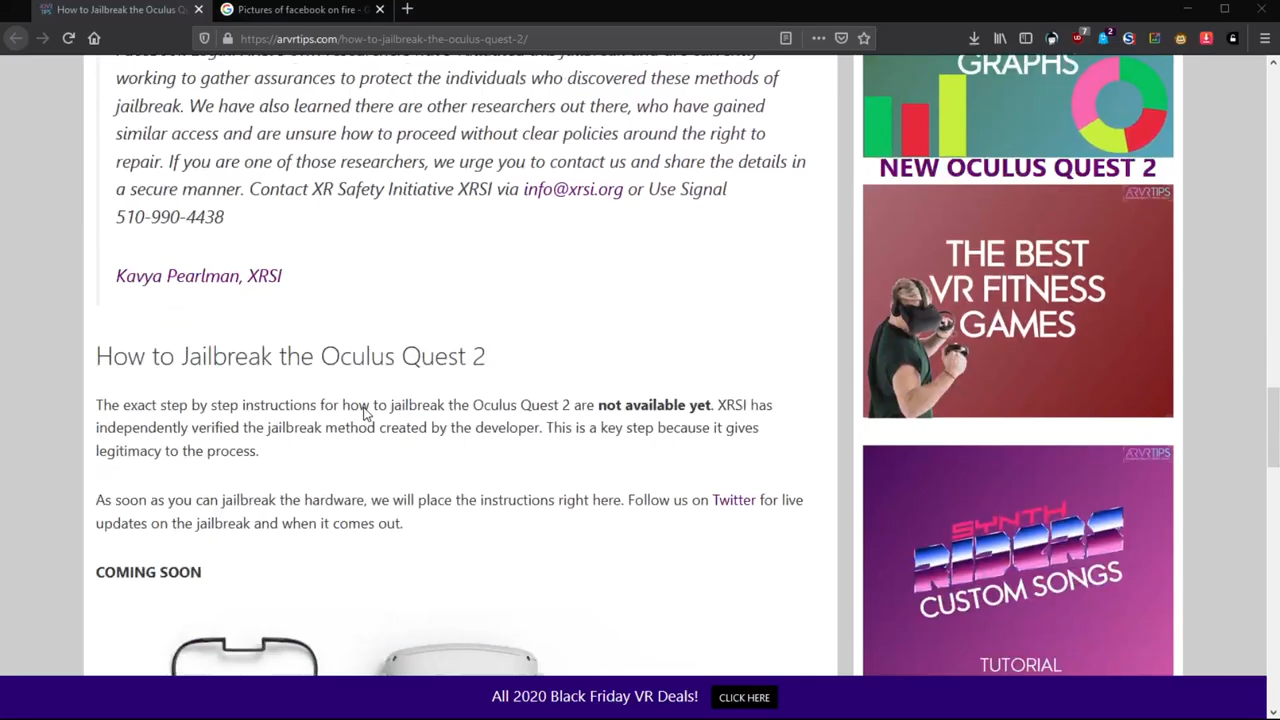 How to Jailbreak the Oculus Q
Pictures of facebook on fire -
https://arvrtips.com/how-to-jailbreak-the-oculus-quest-2/
7
2
working to gather assurances to protect the individuals who discovered these methods of
jailbreak. We have also learned there are other researchers out there, who have gained
similar access and are unsure how to proceed without clear policies around the right to
repair. If you are one of those researchers, we urge you to contact us and share the details in
a secure manner. Contact XR Safety Initiative XRSI via info@xrsi.org or Use Signal
510-990-4438
Kavya Pearlman, XRSI
How to Jailbreak the Oculus Quest 2
The exact step by step instructions for how to jailbreak the Oculus Quest 2 are not available yet. XRSI has
independently verified the jailbreak method created by the developer. This is a key step because it gives
legitimacy to the process.
As soon as you can jailbreak the hardware, we will place the instructions right here. Follow us on Twitter for live
updates on the jailbreak and when it comes out.
COMING SOON
GRAPHS
NEW OCULUS QUEST 2
ARVRTIPS
THE BEST
VR FITNESS
GAMES
ARVRTIPS
SYNTH
RIDERS
CUSTOM SONGS
TUTORIAL
All 2020 Black Friday VR Deals!
CLICK HERE